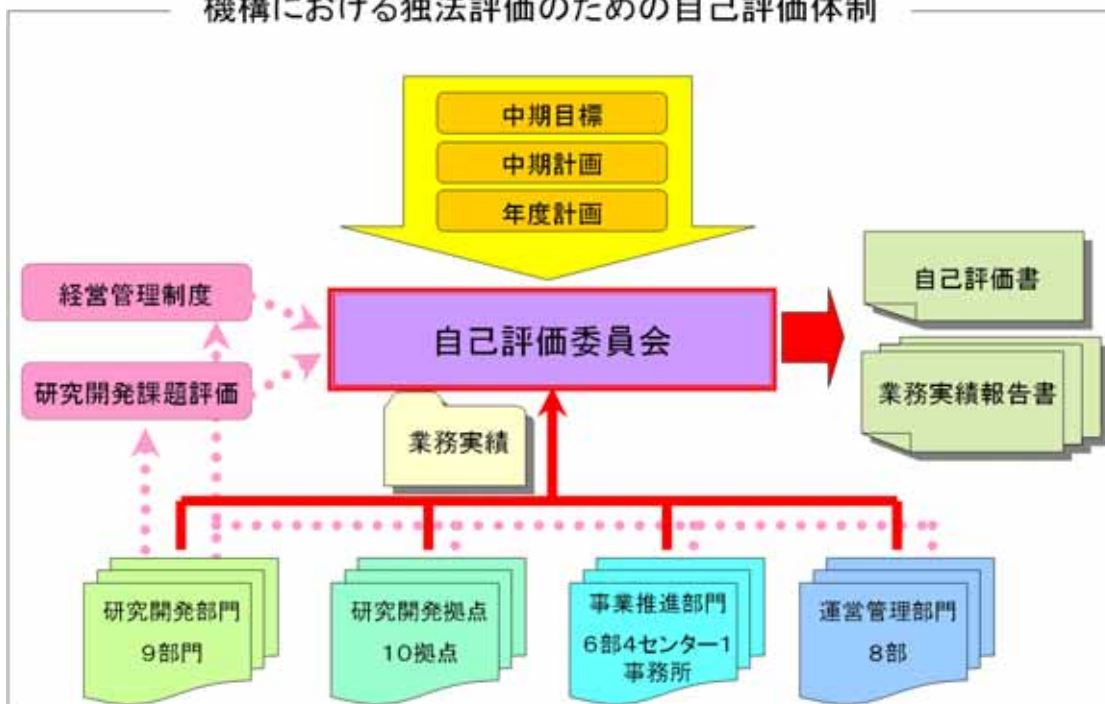 機構における独法評価のための自己評価体制
中期目標
中期計画
年度計画
経営管理制度
研究開発課題評価
自己評価委員会
自己評価書
業務実績報告書
業務実績
研究開発部門
9部門
研究開発拠点
10拠点
事業推進部門
6部4センター1
事務所
運営管理部門
8部